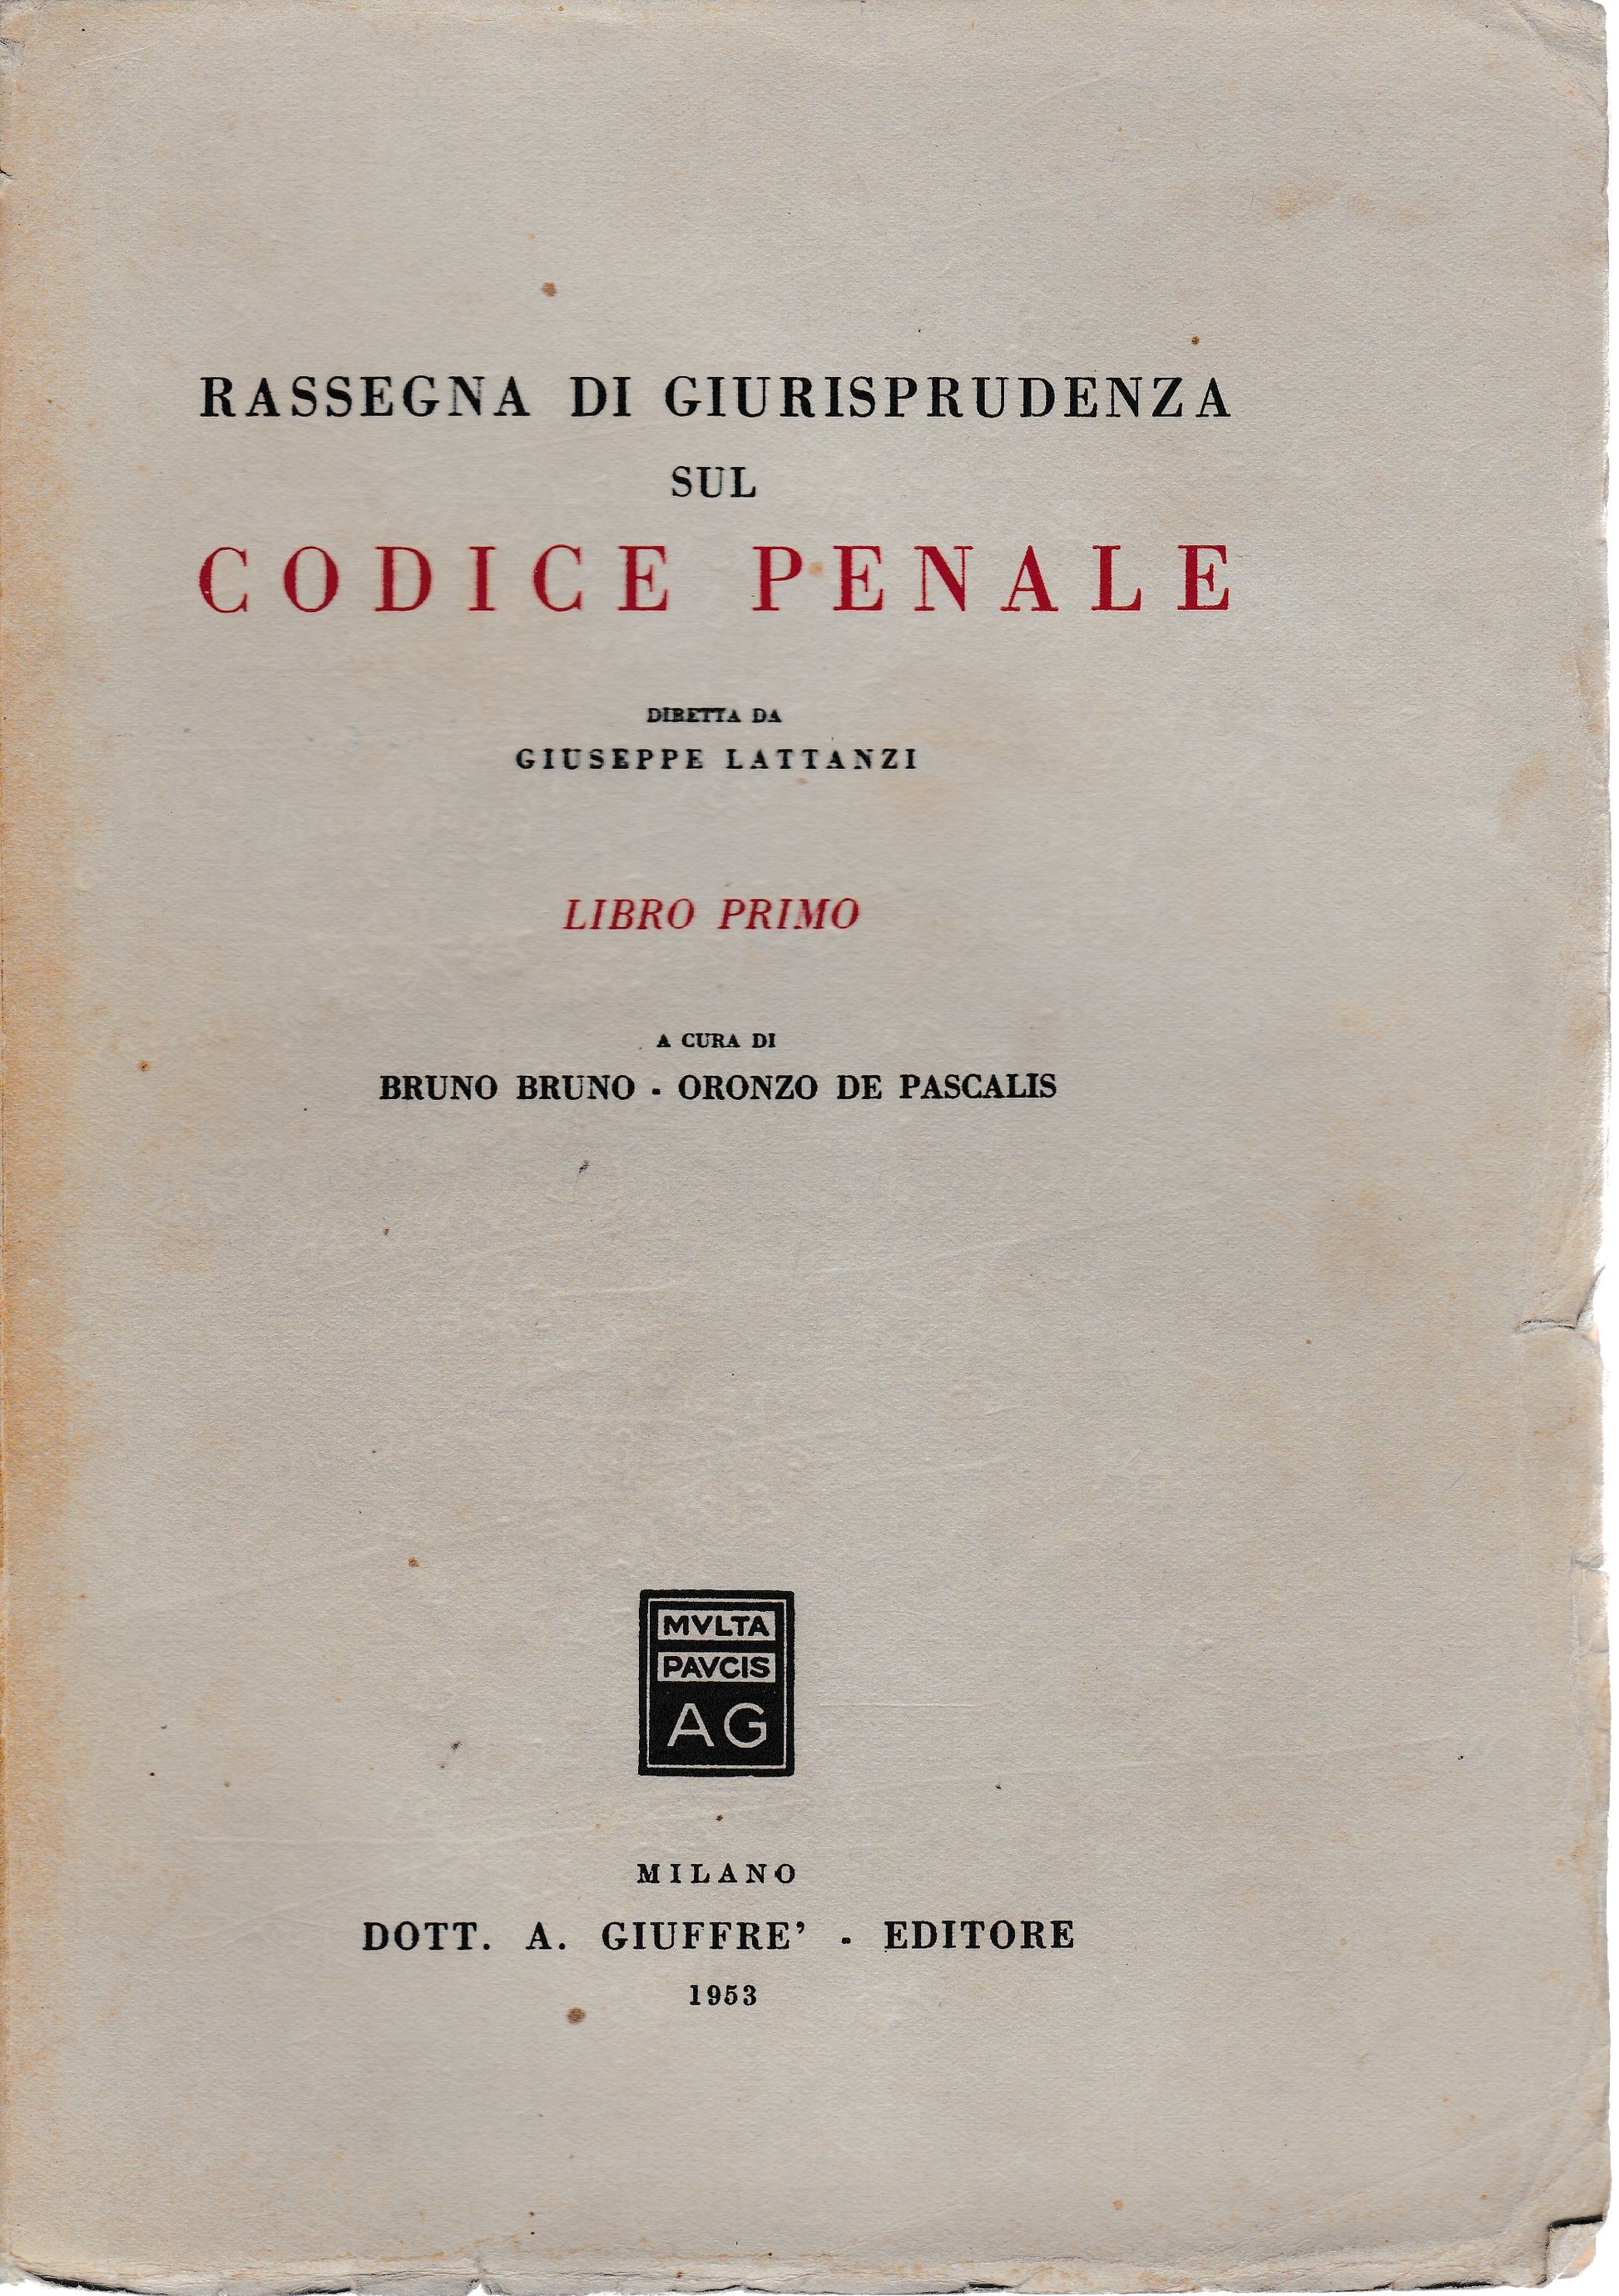 RASSEGNA DI GIURISPRUDENZA
SUL
CODICE PENALE
DIRETTA DA
GIUSEPPE LATTANZI
LIBRO PRIMO
A CURA DI
BRUNO BRUNO - ORONZO DE PASCALIS
MVLTA
PAVCIS
AG
MILANO
DOTT. A. GIUFFRE' - EDITORE
1953